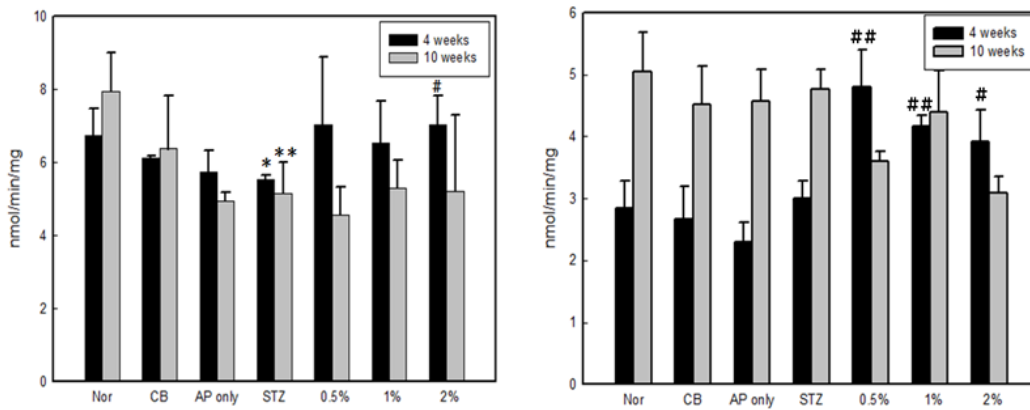 10
8
6
4
2
0
nmol/min/mg
4 weeks
10 weeks
*
**
#
Nor CB AP only STZ 0.5% 1% 2%
6
5
4
3
2
1
0
nmol/min/mg
4 weeks
10 weeks
##
##
#
Nor CB AP only STZ 0.5% 1% 2%